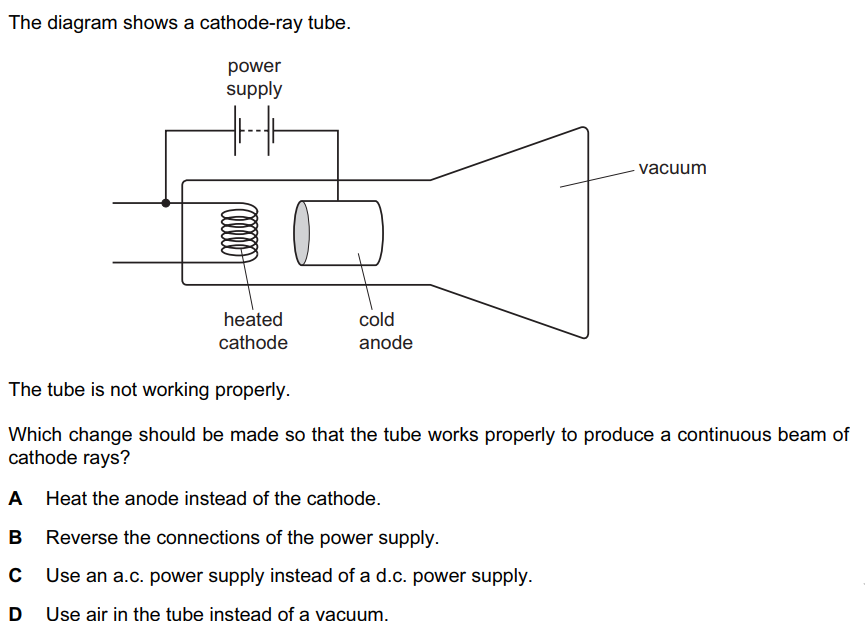 The diagram shows a cathode-ray tube.
power
supply
vacuum
heated
cathode
cold
anode
The tube is not working properly.
Which change should be made so that the tube works properly to produce a continuous beam of
cathode rays?
A Heat the anode instead of the cathode.
B Reverse the connections of the power supply.
C Use an a.c. power supply instead of a d.c. power supply.
D Use air in the tube instead of a vacuum.